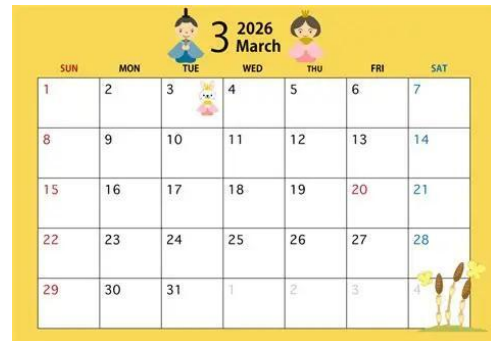 3 2026 March
SUN MON TUE WED THU FRI SAT
1 2 3 4 5 6 7
8 9 10 11 12 13 14
15 16 17 18 19 20 21
22 23 24 25 26 27 28
29 30 31 1 2 3 4